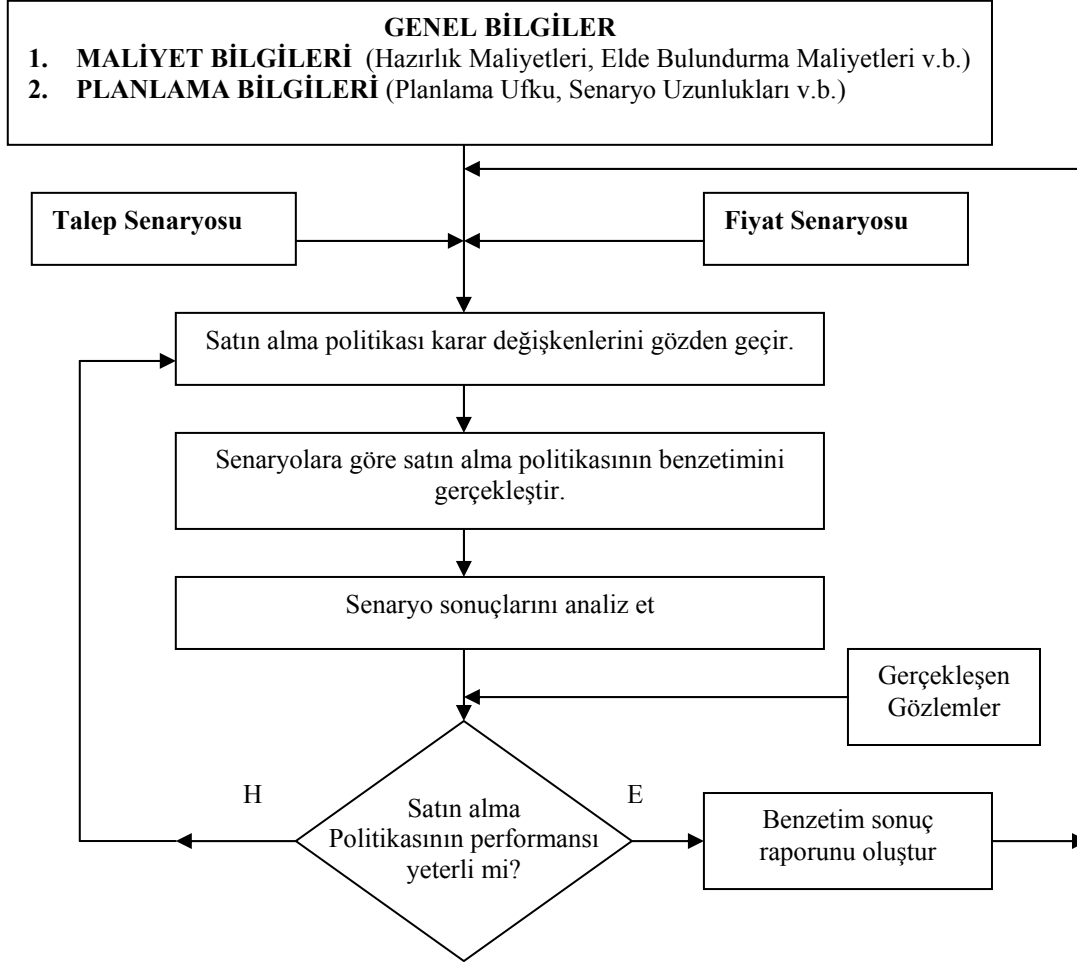 GENEL BİLGİLER
1. MALİYET BİLGİLERİ (Hazırlık Maliyetleri, Elde Bulundurma Maliyetleri v.b.)
2. PLANLAMA BİLGİLERİ (Planlama Ufku, Senaryo Uzunlukları v.b.)
Talep Senaryosu
Fiyat Senaryosu
Satın alma politikası karar değişkenlerini gözden geçir.
Senaryolara göre satın alma politikasının benzetimini
gerçekleştir.
Senaryo sonuçlarını analiz et
Gerçekleşen
Gözlemler
H
Satın alma
Politikasının performansı
yeterli mi?
E
Benzetim sonuç
raporunu oluştur